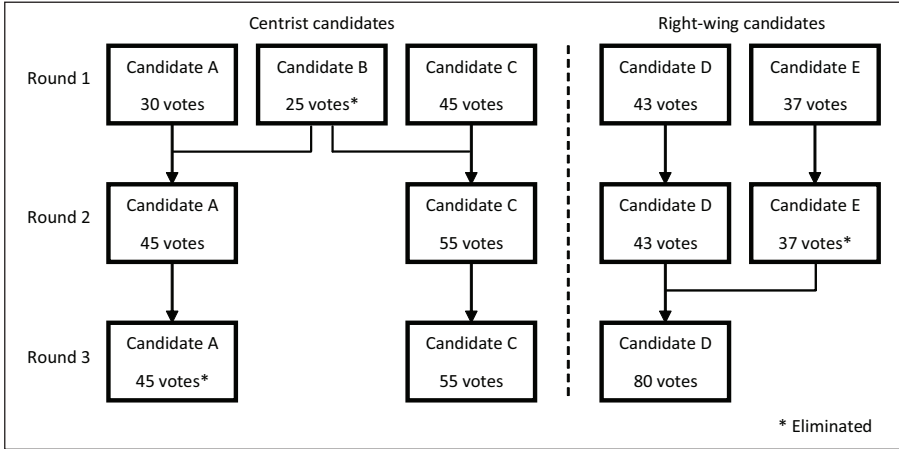 Centrist candidates
Right-wing candidates
Round 1
Candidate A
30 votes
Candidate B
25 votes*
Candidate C
45 votes
Candidate D
43 votes
Candidate E
37 votes
Round 2
Candidate A
45 votes
Candidate C
55 votes
Candidate D
43 votes
Candidate E
37 votes*
Round 3
Candidate A
45 votes*
Candidate C
55 votes
Candidate D
80 votes
* Eliminated